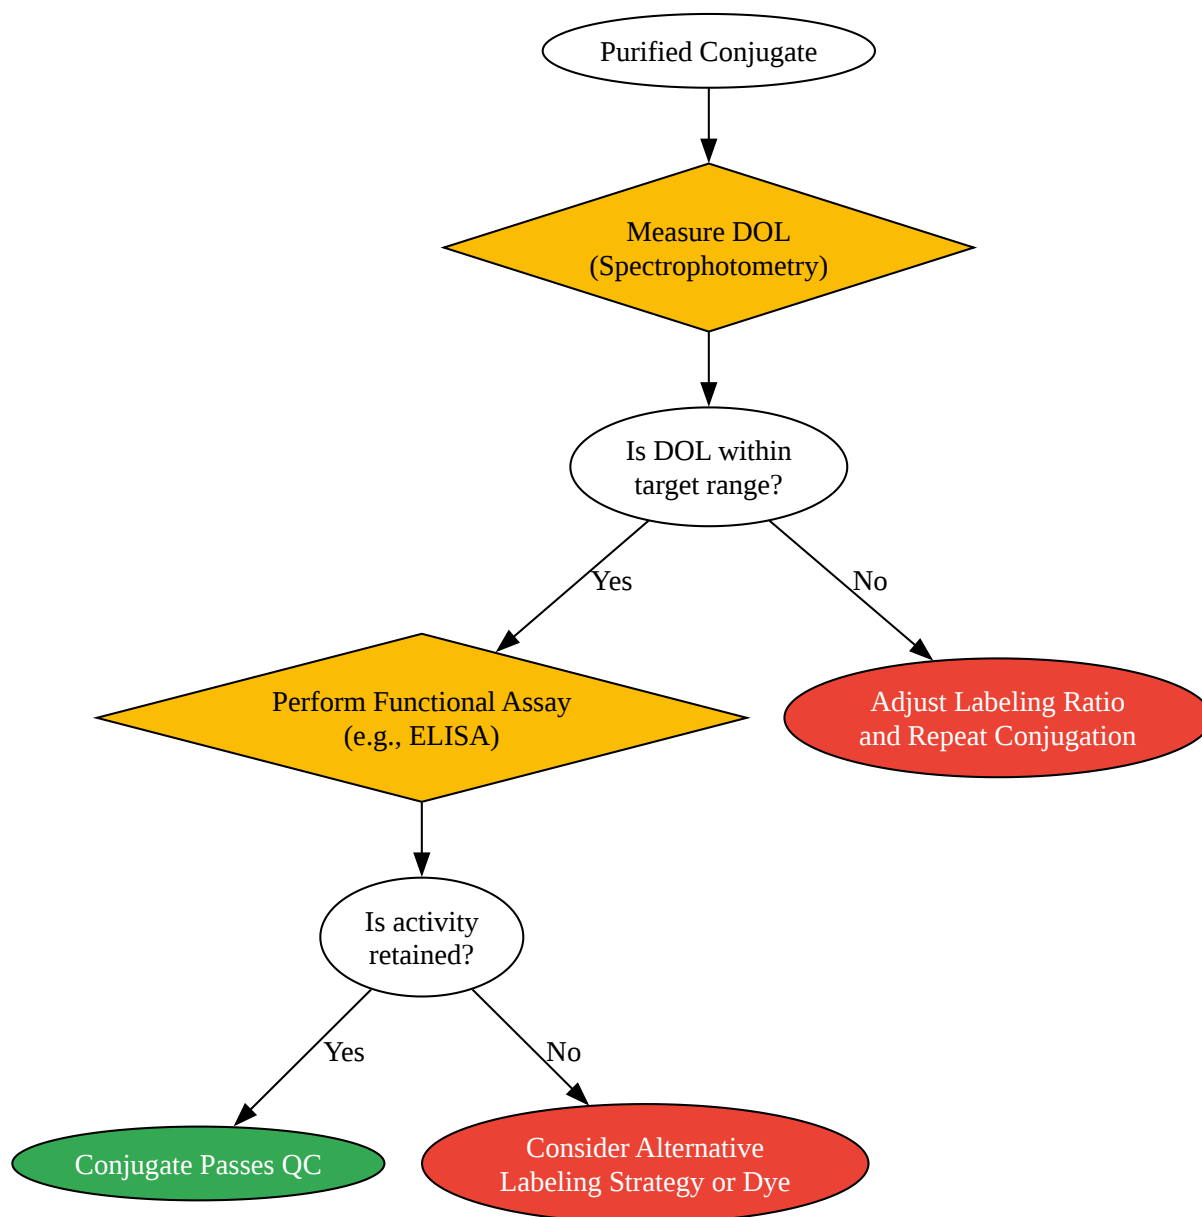 Purified Conjugate
Measure DOL
(Spectrophotometry)
Is DOL within
target range?
Yes
No
Perform Functional Assay
(e.g., ELISA)
Adjust Labeling Ratio
and Repeat Conjugation
Is activity
retained?
Yes
No
Conjugate Passes QC
Consider Alternative
Labeling Strategy or Dye